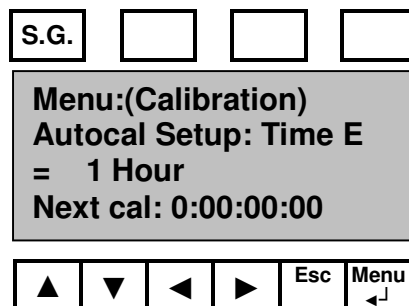 S.G.
Menu:(Calibration)
Autocal Setup: Time E
= 1 Hour
Next cal: 0:00:00:00
▲ ▼ ◄ ► Esc Menu
◄┘